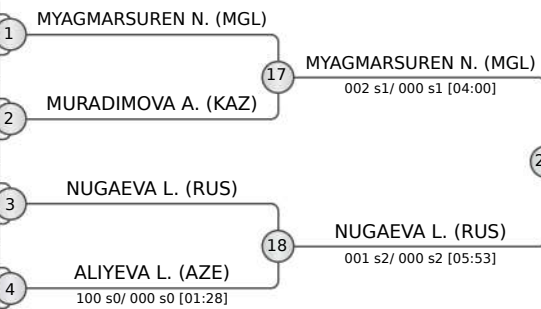 MYAGMARSUREN N. (MGL)
1
17
MYAGMARSUREN N. (MGL)
002 s1/ 000 s1 [04:00]
MURADIMOVA A. (KAZ)
2
2
NUGAEVA L. (RUS)
3
18
NUGAEVA L. (RUS)
001 s2/ 000 s2 [05:53]
ALIYEVA L. (AZE)
4
100 s0/ 000 s0 [01:28]